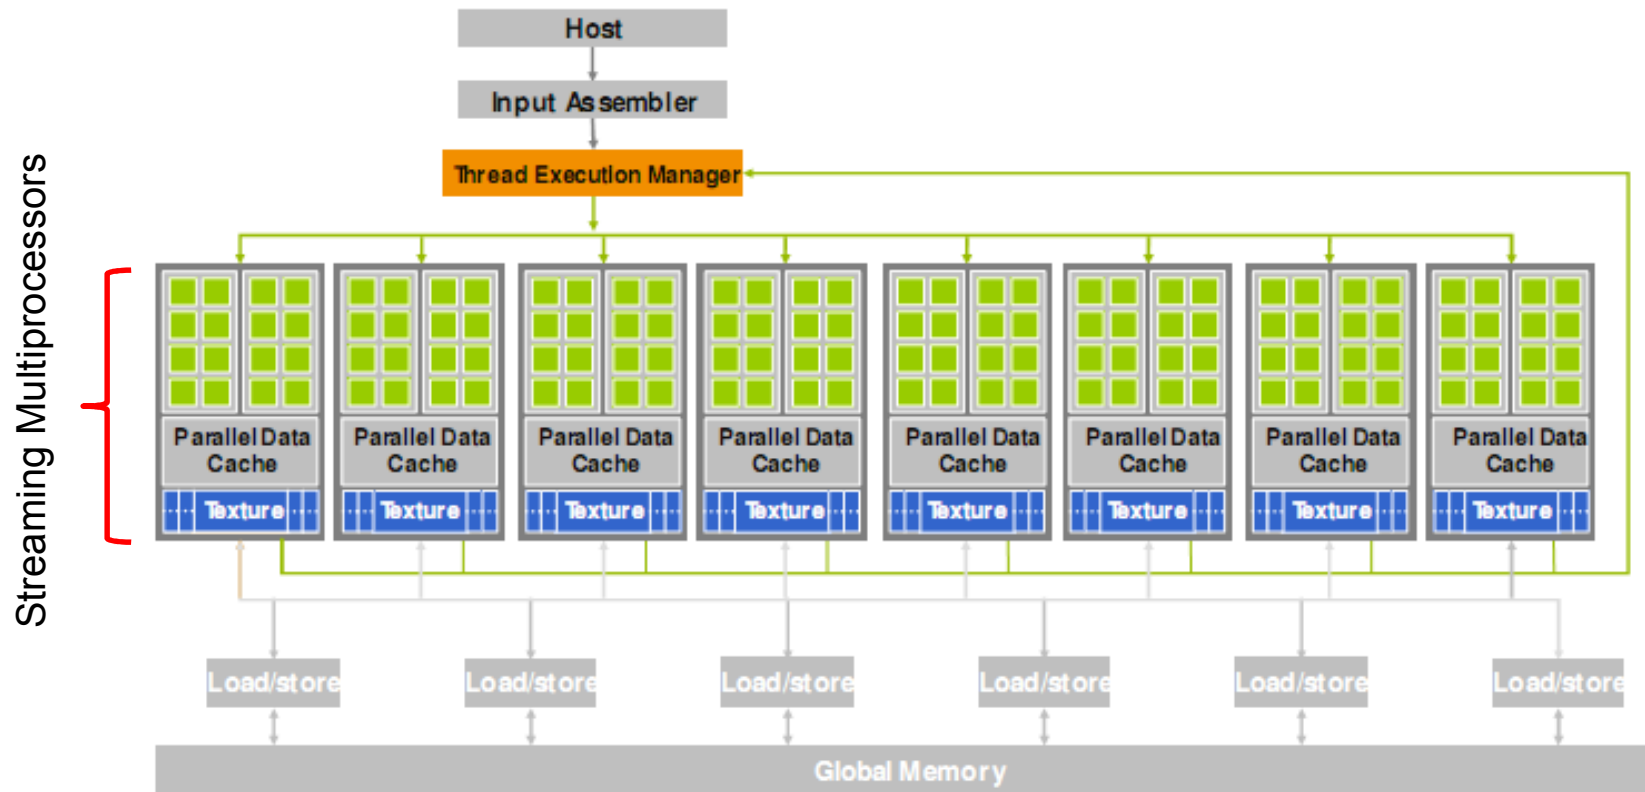 Host
Input Assembler
Thread Execution Manager
Streaming Multiprocessors
Parallel Data Cache
Parallel Data Cache
Parallel Data Cache
Parallel Data Cache
Parallel Data Cache
Parallel Data Cache
Parallel Data Cache
Parallel Data Cache
Texture
Texture
Texture
Texture
Texture
Texture
Texture
Texture
Load/store
Load/store
Load/store
Load/store
Load/store
Load/store
Global Memory